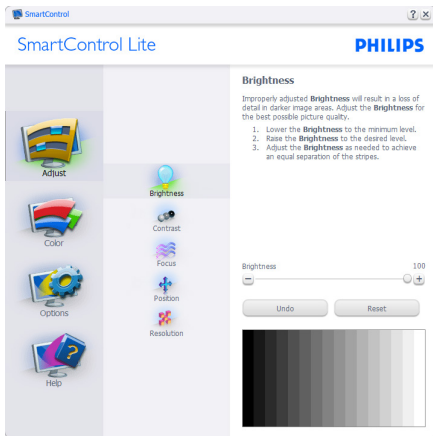 SmartControl
SmartControl Lite
PHILIPS
Adjust
Color
Options
Help
Brightness
Contrast
Focus
Position
Resolution
Brightness
Improperly adjusted Brightness will result in a loss of
detail in darker image areas. Adjust the Brightness for
the best possible picture quality.
1. Lower the Brightness to the minimum level.
2. Raise the Brightness to the desired level.
3. Adjust the Brightness as needed to achieve
an equal separation of the stripes.
Brightness 100
Undo Reset